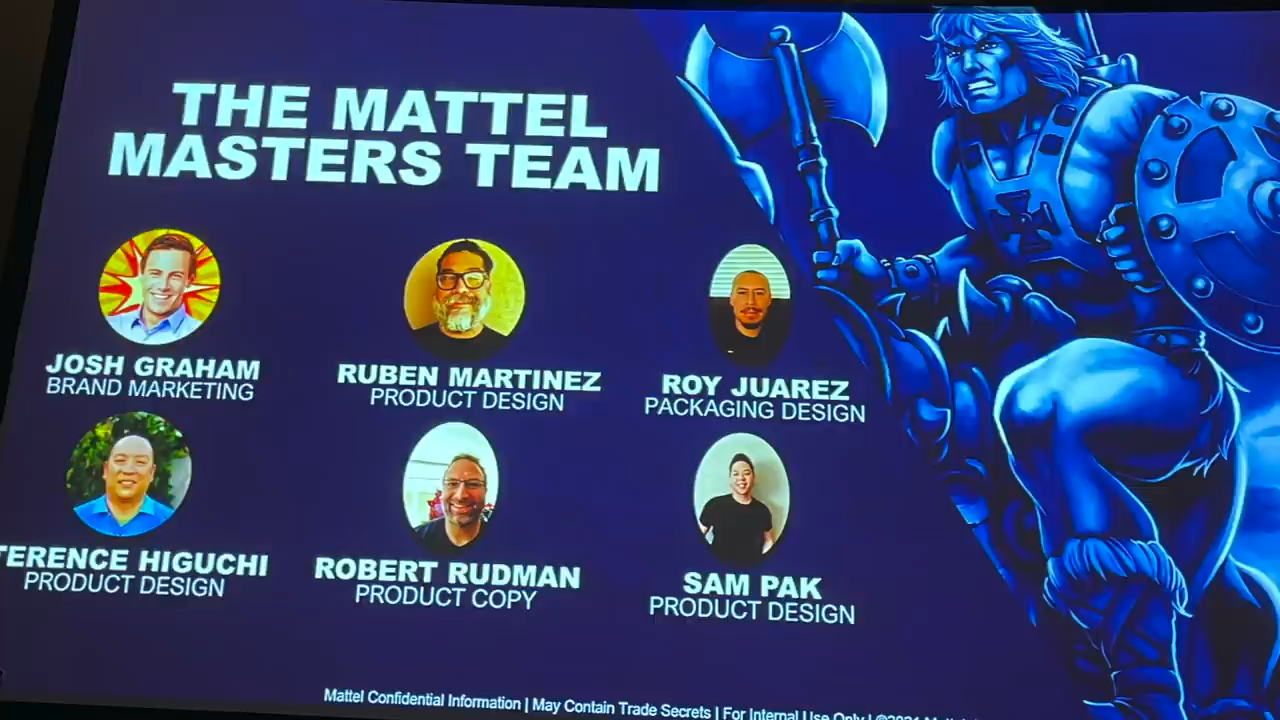 THE MATTEL
MASTERS TEAM
JOSH GRAHAM
BRAND MARKETING
RUBEN MARTINEZ
PRODUCT DESIGN
ROY JUAREZ
PACKAGING DESIGN
TERENCE HIGUCHI
PRODUCT DESIGN
ROBERT RUDMAN
PRODUCT COPY
SAM PAK
PRODUCT DESIGN
Mattel Confidential Information | May Contain Trade Secrets | For Internal Use Only |